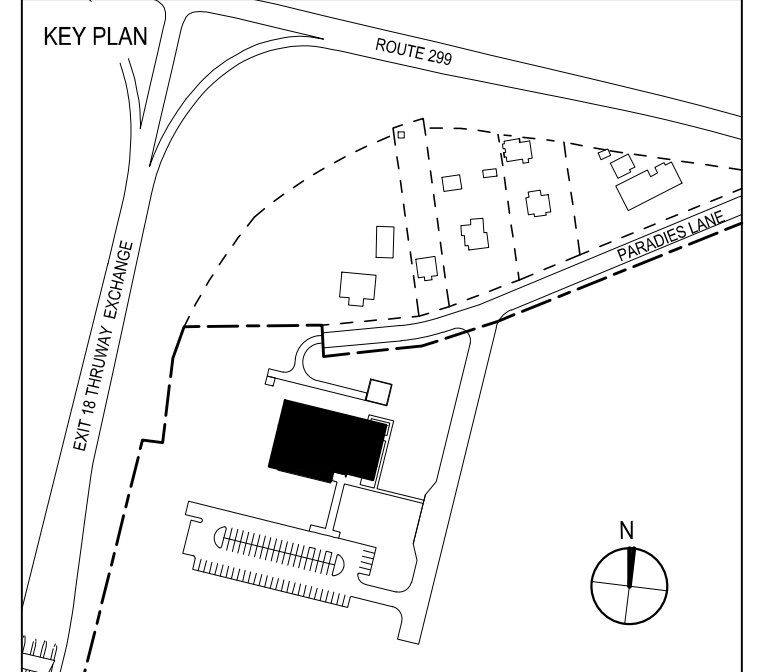 KEY PLAN
ROUTE 299
PARADIES LANE
EXIT 18 THRUWAY EXCHANGE
N